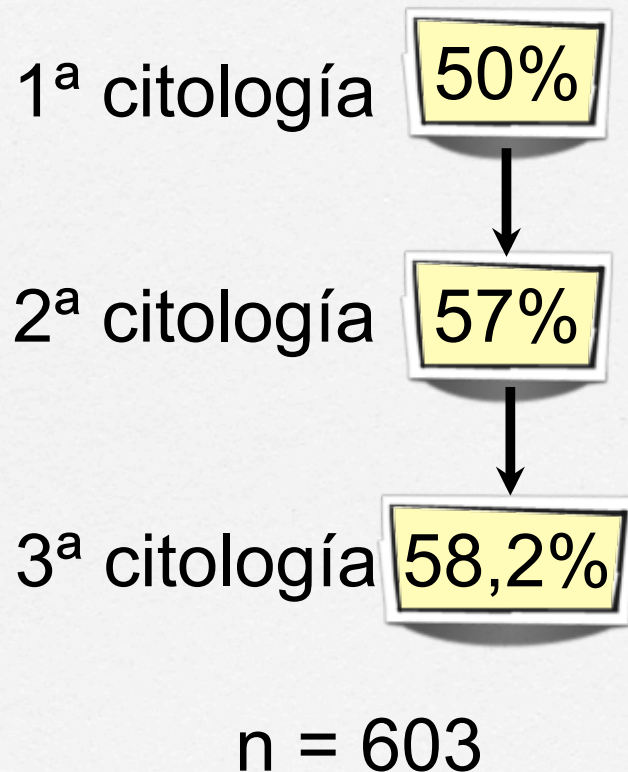 1ª citología 50%
2ª citología 57%
3ª citología 58,2%
n = 603